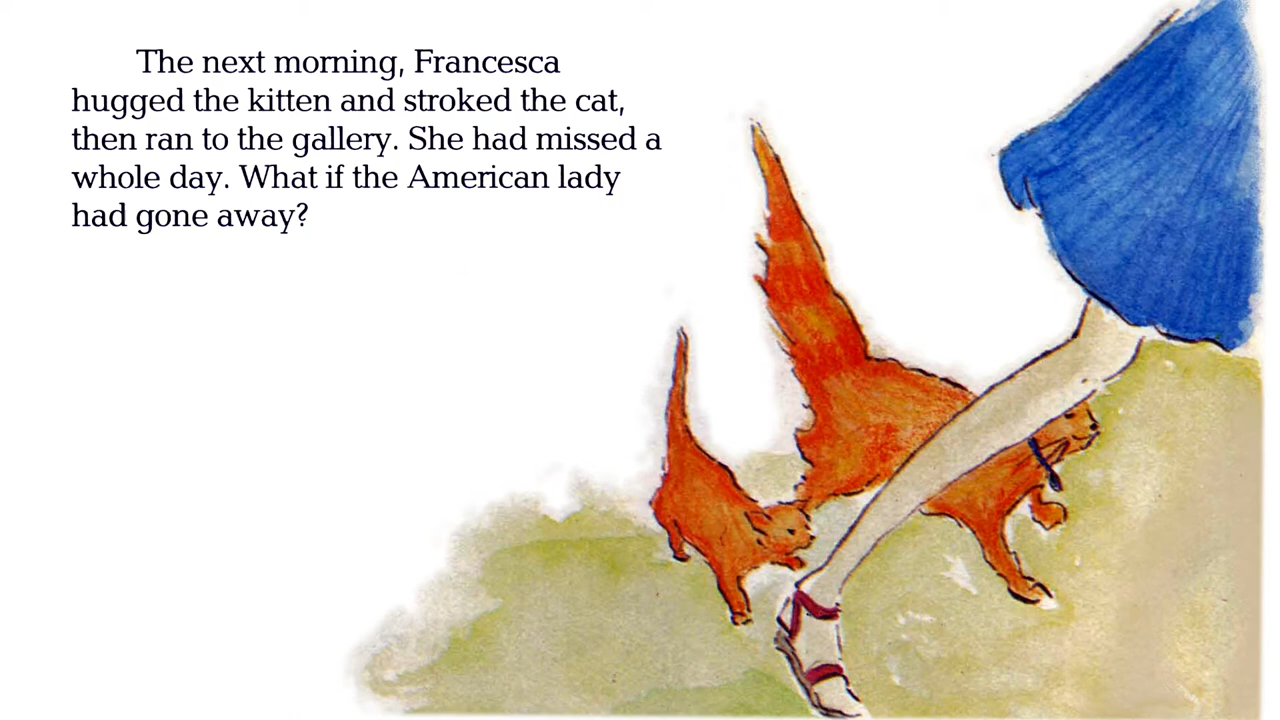 The next morning, Francesca
hugged the kitten and stroked the cat,
then ran to the gallery. She had missed a
whole day. What if the American lady
had gone away?